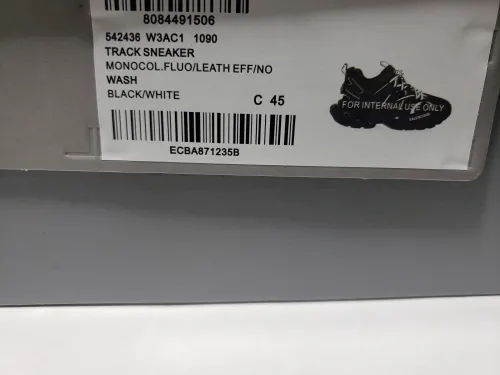 8084491506
542436 W3AC1 1090
TRACK SNEAKER
MONOCOL.FLUO/LEATH EFF/NO
WASH
BLACK/WHITE
C 45
FOR INTERNAL USE ONLY
ECBA871235B